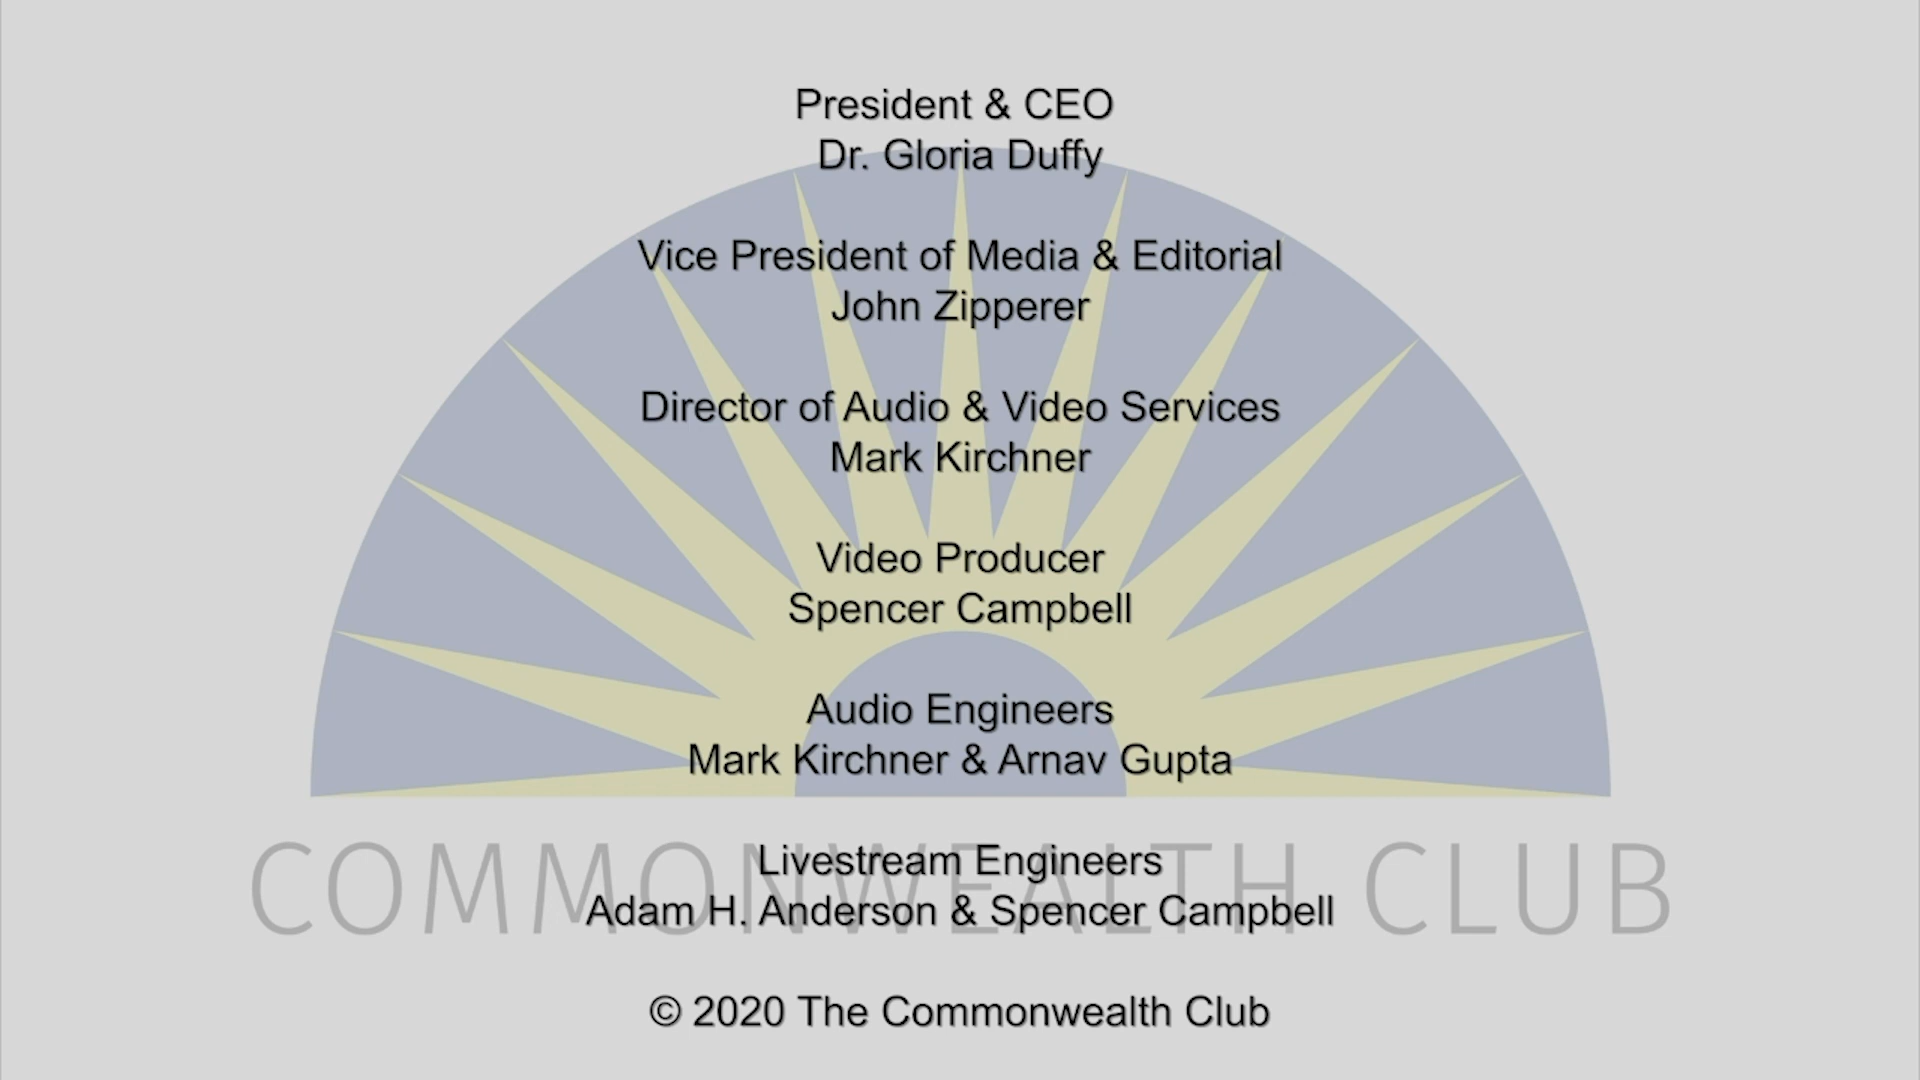 President & CEO
Dr. Gloria Duffy
Vice President of Media & Editorial
John Zipperer
Director of Audio & Video Services
Mark Kirchner
Video Producer
Spencer Campbell
Audio Engineers
Mark Kirchner & Arnav Gupta
Livestream Engineers
COMMONWEALTH CLUB
Adam H. Anderson & Spencer Campbell
© 2020 The Commonwealth Club